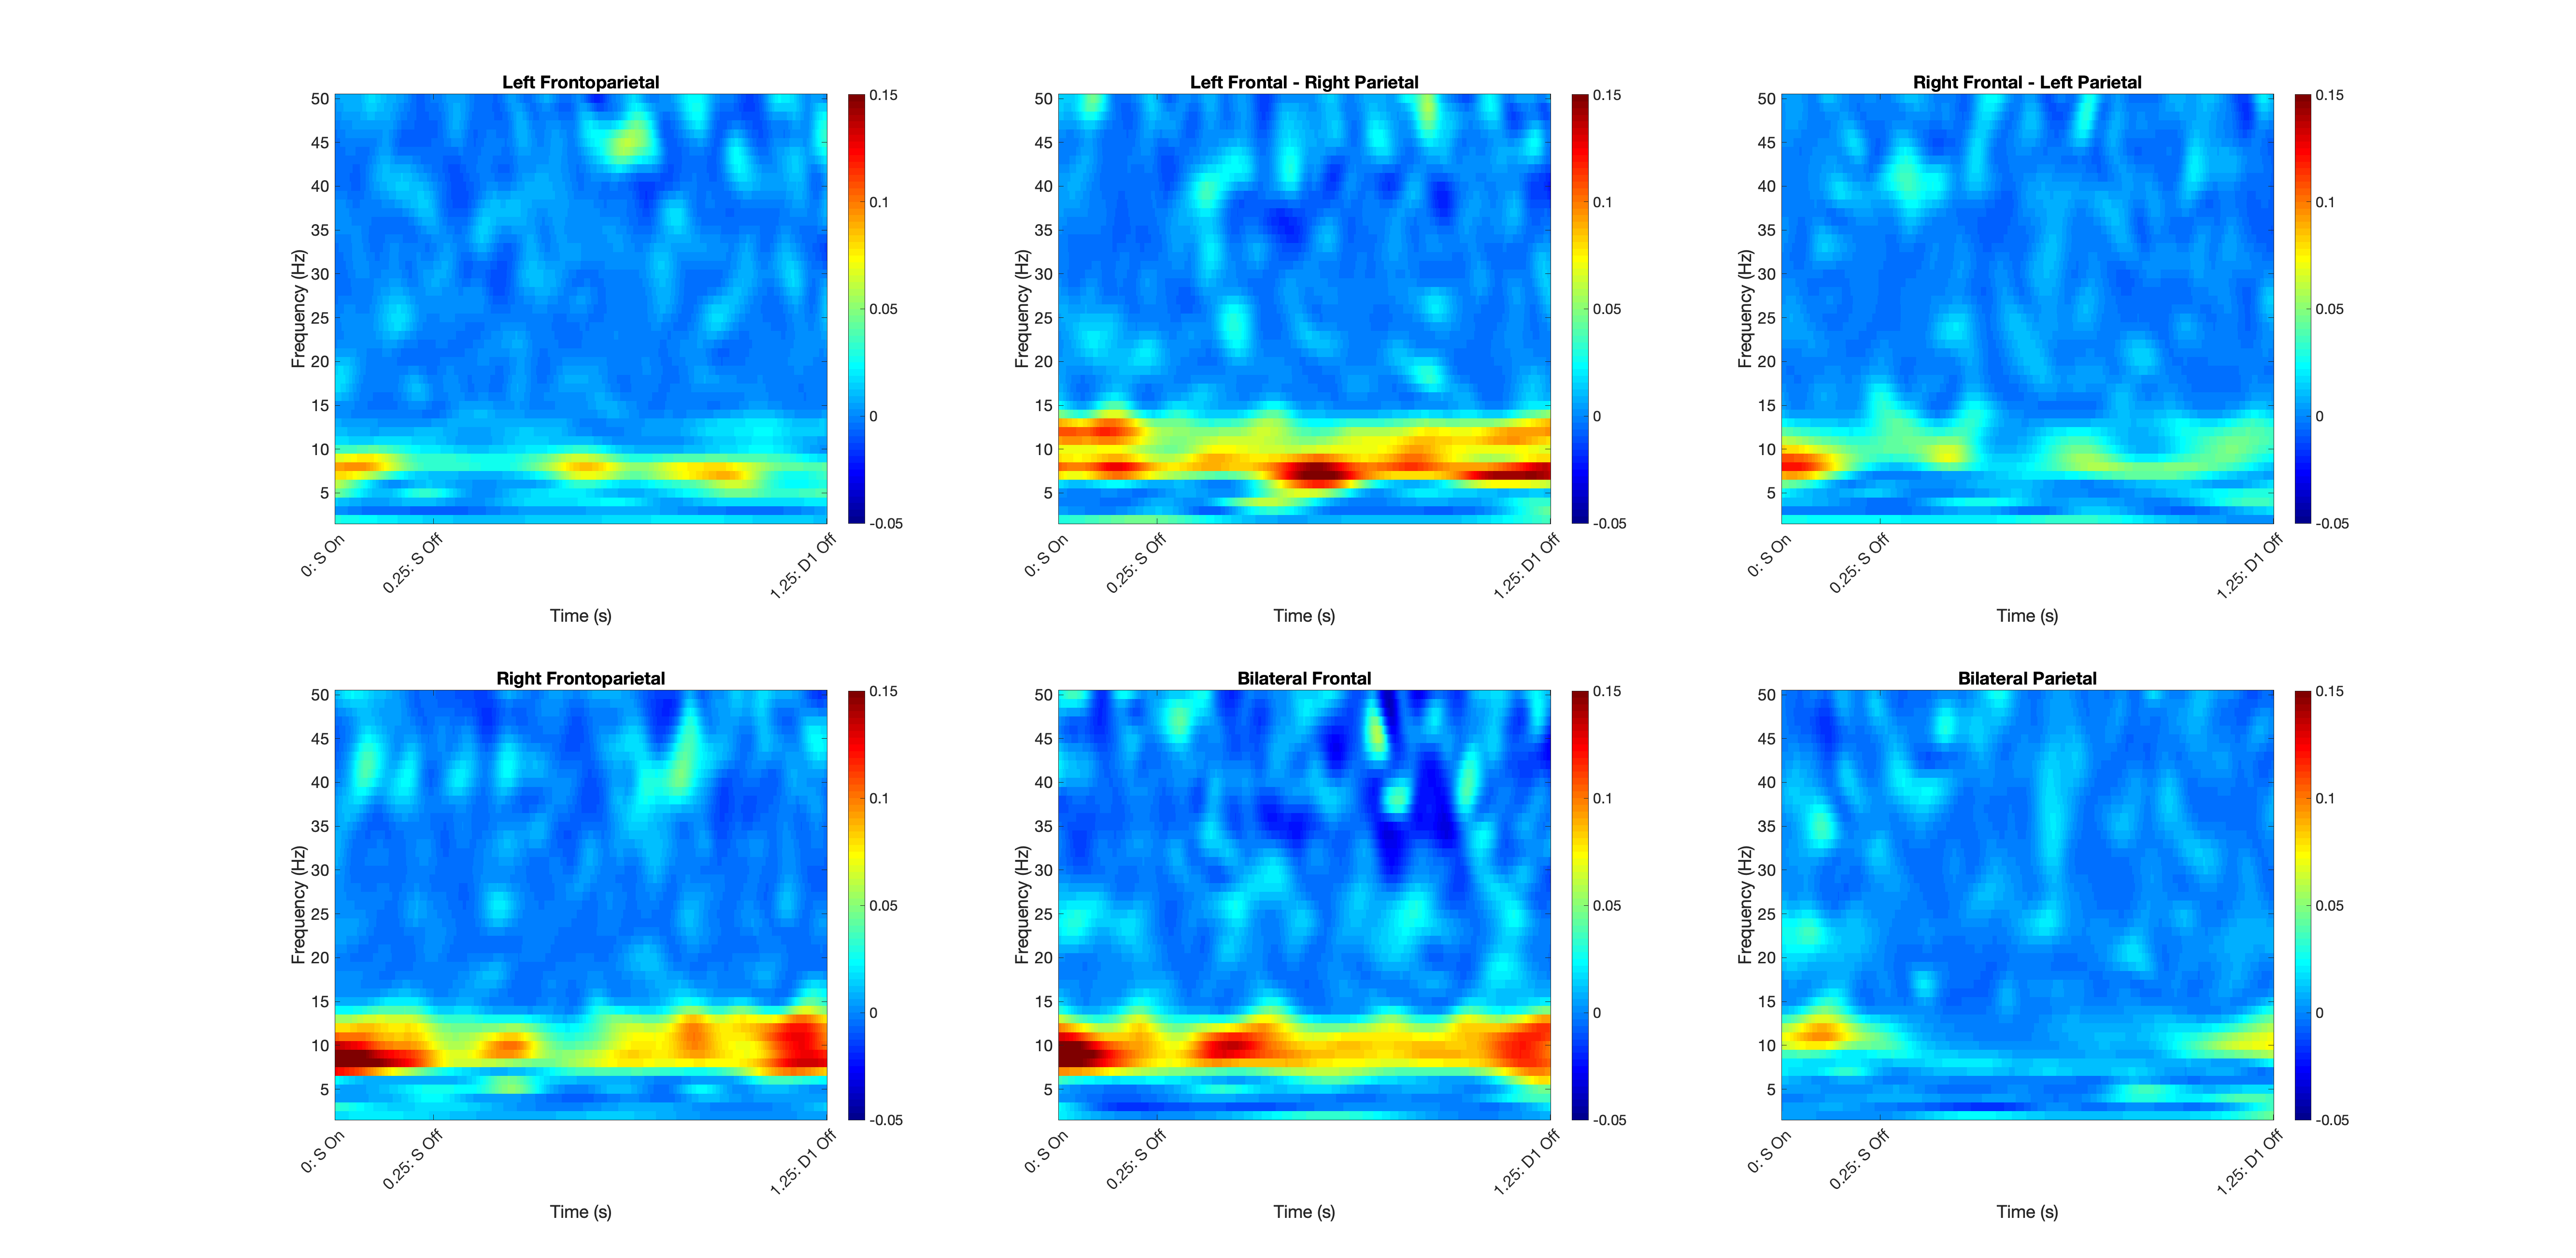 Left Frontoparietal
50
45
40
35
30
25
20
15
10
5
Frequency (Hz)
0: S On
0.25: S Off
1.25: D1 Off
Time (s)
0.15
0.1
0.05
0
-0.05
Left Frontal - Right Parietal
50
45
40
35
30
25
20
15
10
5
Frequency (Hz)
0: S On
0.25: S Off
1.25: D1 Off
Time (s)
0.15
0.1
0.05
0
-0.05
Right Frontal - Left Parietal
50
45
40
35
30
25
20
15
10
5
Frequency (Hz)
0: S On
0.25: S Off
1.25: D1 Off
Time (s)
0.15
0.1
0.05
0
-0.05
Right Frontoparietal
50
45
40
35
30
25
20
15
10
5
Frequency (Hz)
0: S On
0.25: S Off
1.25: D1 Off
Time (s)
0.15
0.1
0.05
0
-0.05
Bilateral Frontal
50
45
40
35
30
25
20
15
10
5
Frequency (Hz)
0: S On
0.25: S Off
1.25: D1 Off
Time (s)
0.15
0.1
0.05
0
-0.05
Bilateral Parietal
50
45
40
35
30
25
20
15
10
5
Frequency (Hz)
0: S On
0.25: S Off
1.25: D1 Off
Time (s)
0.15
0.1
0.05
0
-0.05